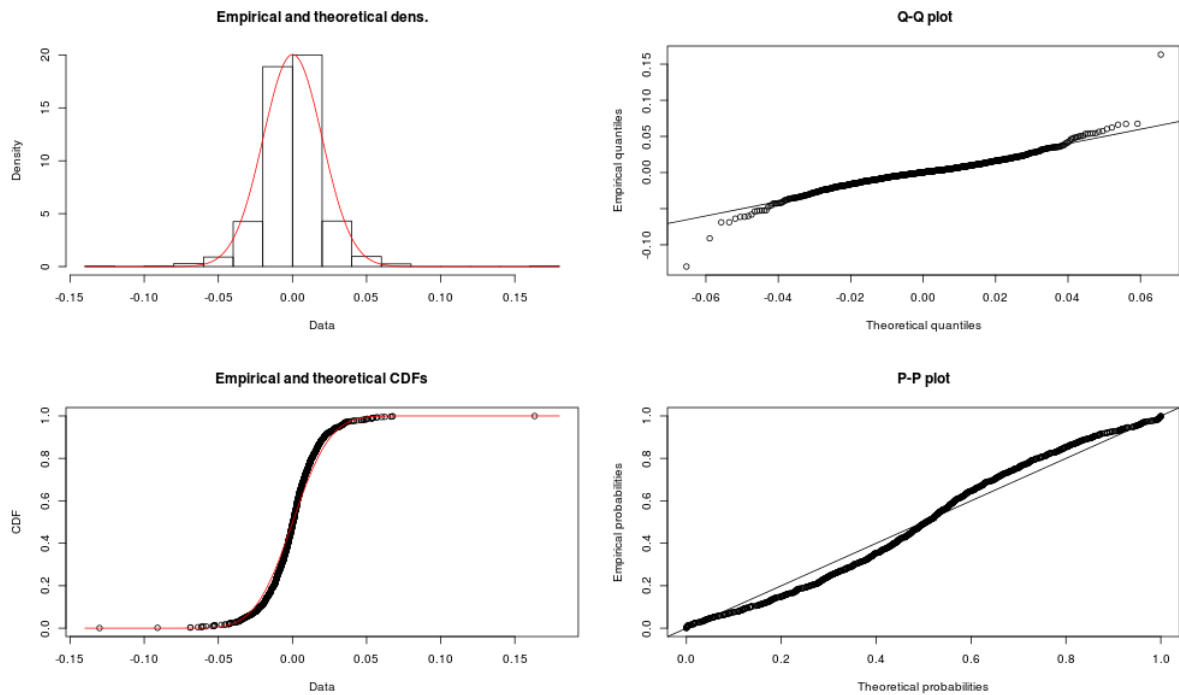 Empirical and theoretical dens.
Density
20
15
10
5
0
-0.15 -0.10 -0.05 0.00 0.05 0.10 0.15
Data
Q-Q plot
Empirical quantiles
0.15
0.10
0.05
0.00
-0.10
-0.06 -0.04 -0.02 0.00 0.02 0.04 0.06
Theoretical quantiles
Empirical and theoretical CDFs
CDF
1.0
0.8
0.6
0.4
0.2
0.0
-0.15 -0.10 -0.05 0.00 0.05 0.10 0.15
Data
P-P plot
Empirical probabilities
1.0
0.8
0.6
0.4
0.2
0.0
0.0 0.2 0.4 0.6 0.8 1.0
Theoretical probabilities